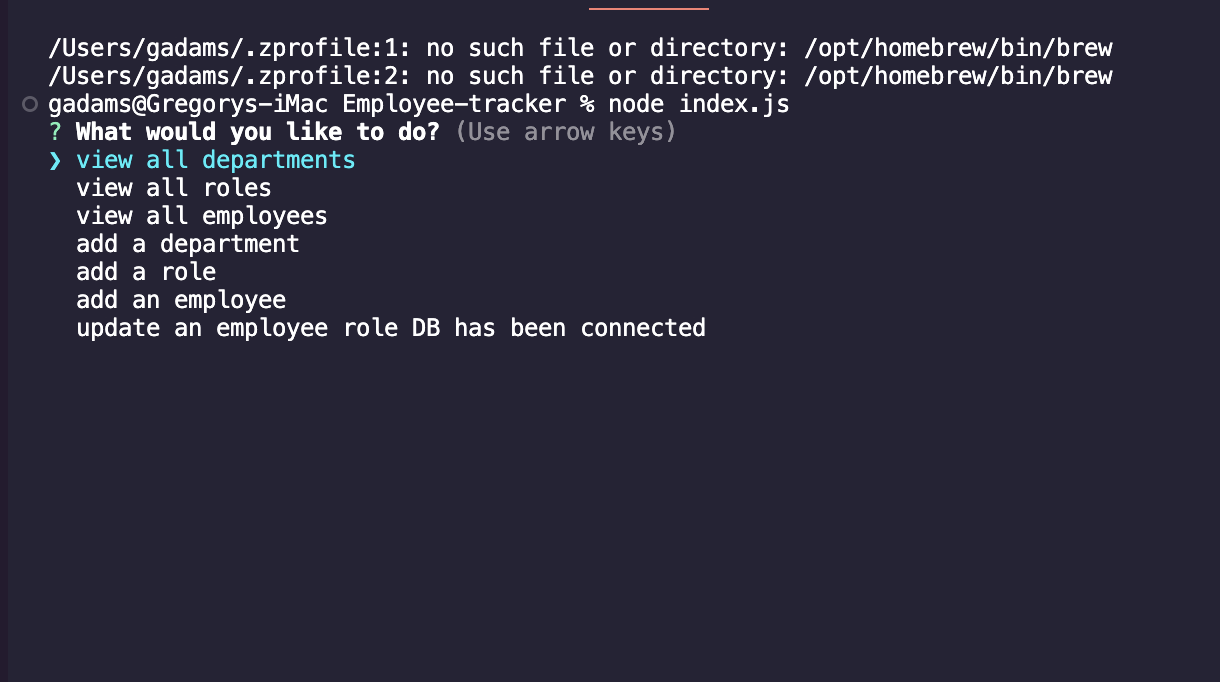 /Users/gadams/.zprofile:1: no such file or directory: /opt/homebrew/bin/brew
/Users/gadams/.zprofile:2: no such file or directory: /opt/homebrew/bin/brew
gadams@Gregorys-iMac Employee-tracker % node index.js
? What would you like to do? (Use arrow keys)
❯ view all departments
view all roles
view all employees
add a department
add a role
add an employee
update an employee role DB has been connected